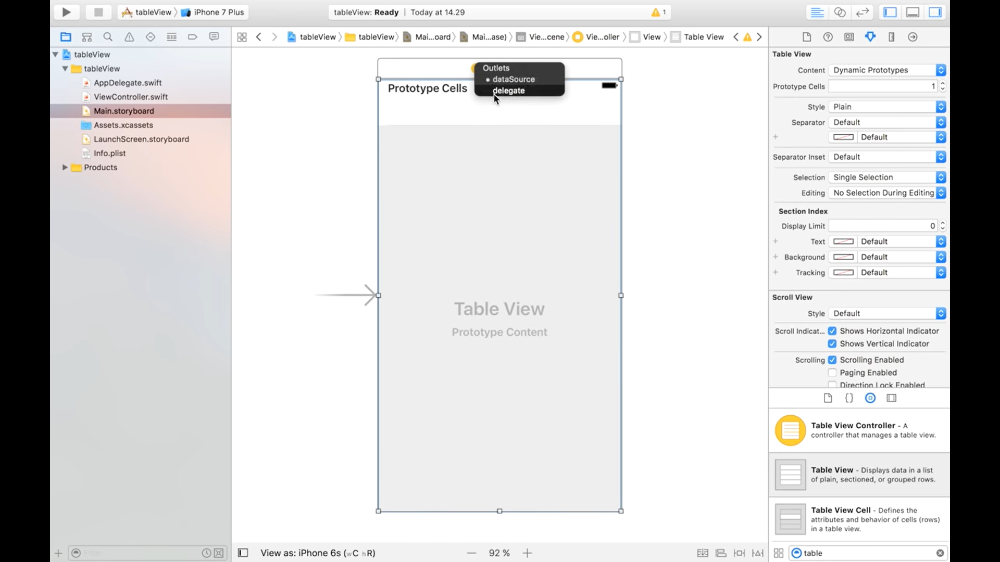 tableView
iPhone 7 Plus
tableView: Ready | Today at 14.29
1
tableView
tableView
Mai...oard
Mai...ase)
Vie...cene
Vie...oller
View
Table View
tableView
tableView
AppDelegate.swift
ViewController.swift
Main.storyboard
Assets.xcassets
LaunchScreen.storyboard
Info.plist
Products
Filter
Outlets
dataSource
delegate
Prototype Cells
Table View
Prototype Content
View as: iPhone 6s (wC hR)
92 %
Table View
Content Dynamic Prototypes
Prototype Cells 1
Style Plain
Separator Default
Default
Separator Inset Default
Selection Single Selection
Editing No Selection During Editing
Section Index
Display Limit 0
Text Default
Background Default
Tracking Default
Scroll View
Style Default
Scroll Indicat... Shows Horizontal Indicator
Shows Vertical Indicator
Scrolling Scrolling Enabled
Paging Enabled
Direction Lock Enabled
Table View Controller - A
controller that manages a table view.
Table View - Displays data in a list
of plain, sectioned, or grouped rows.
Table View Cell - Defines the
attributes and behavior of cells (rows)
in a table view.
table